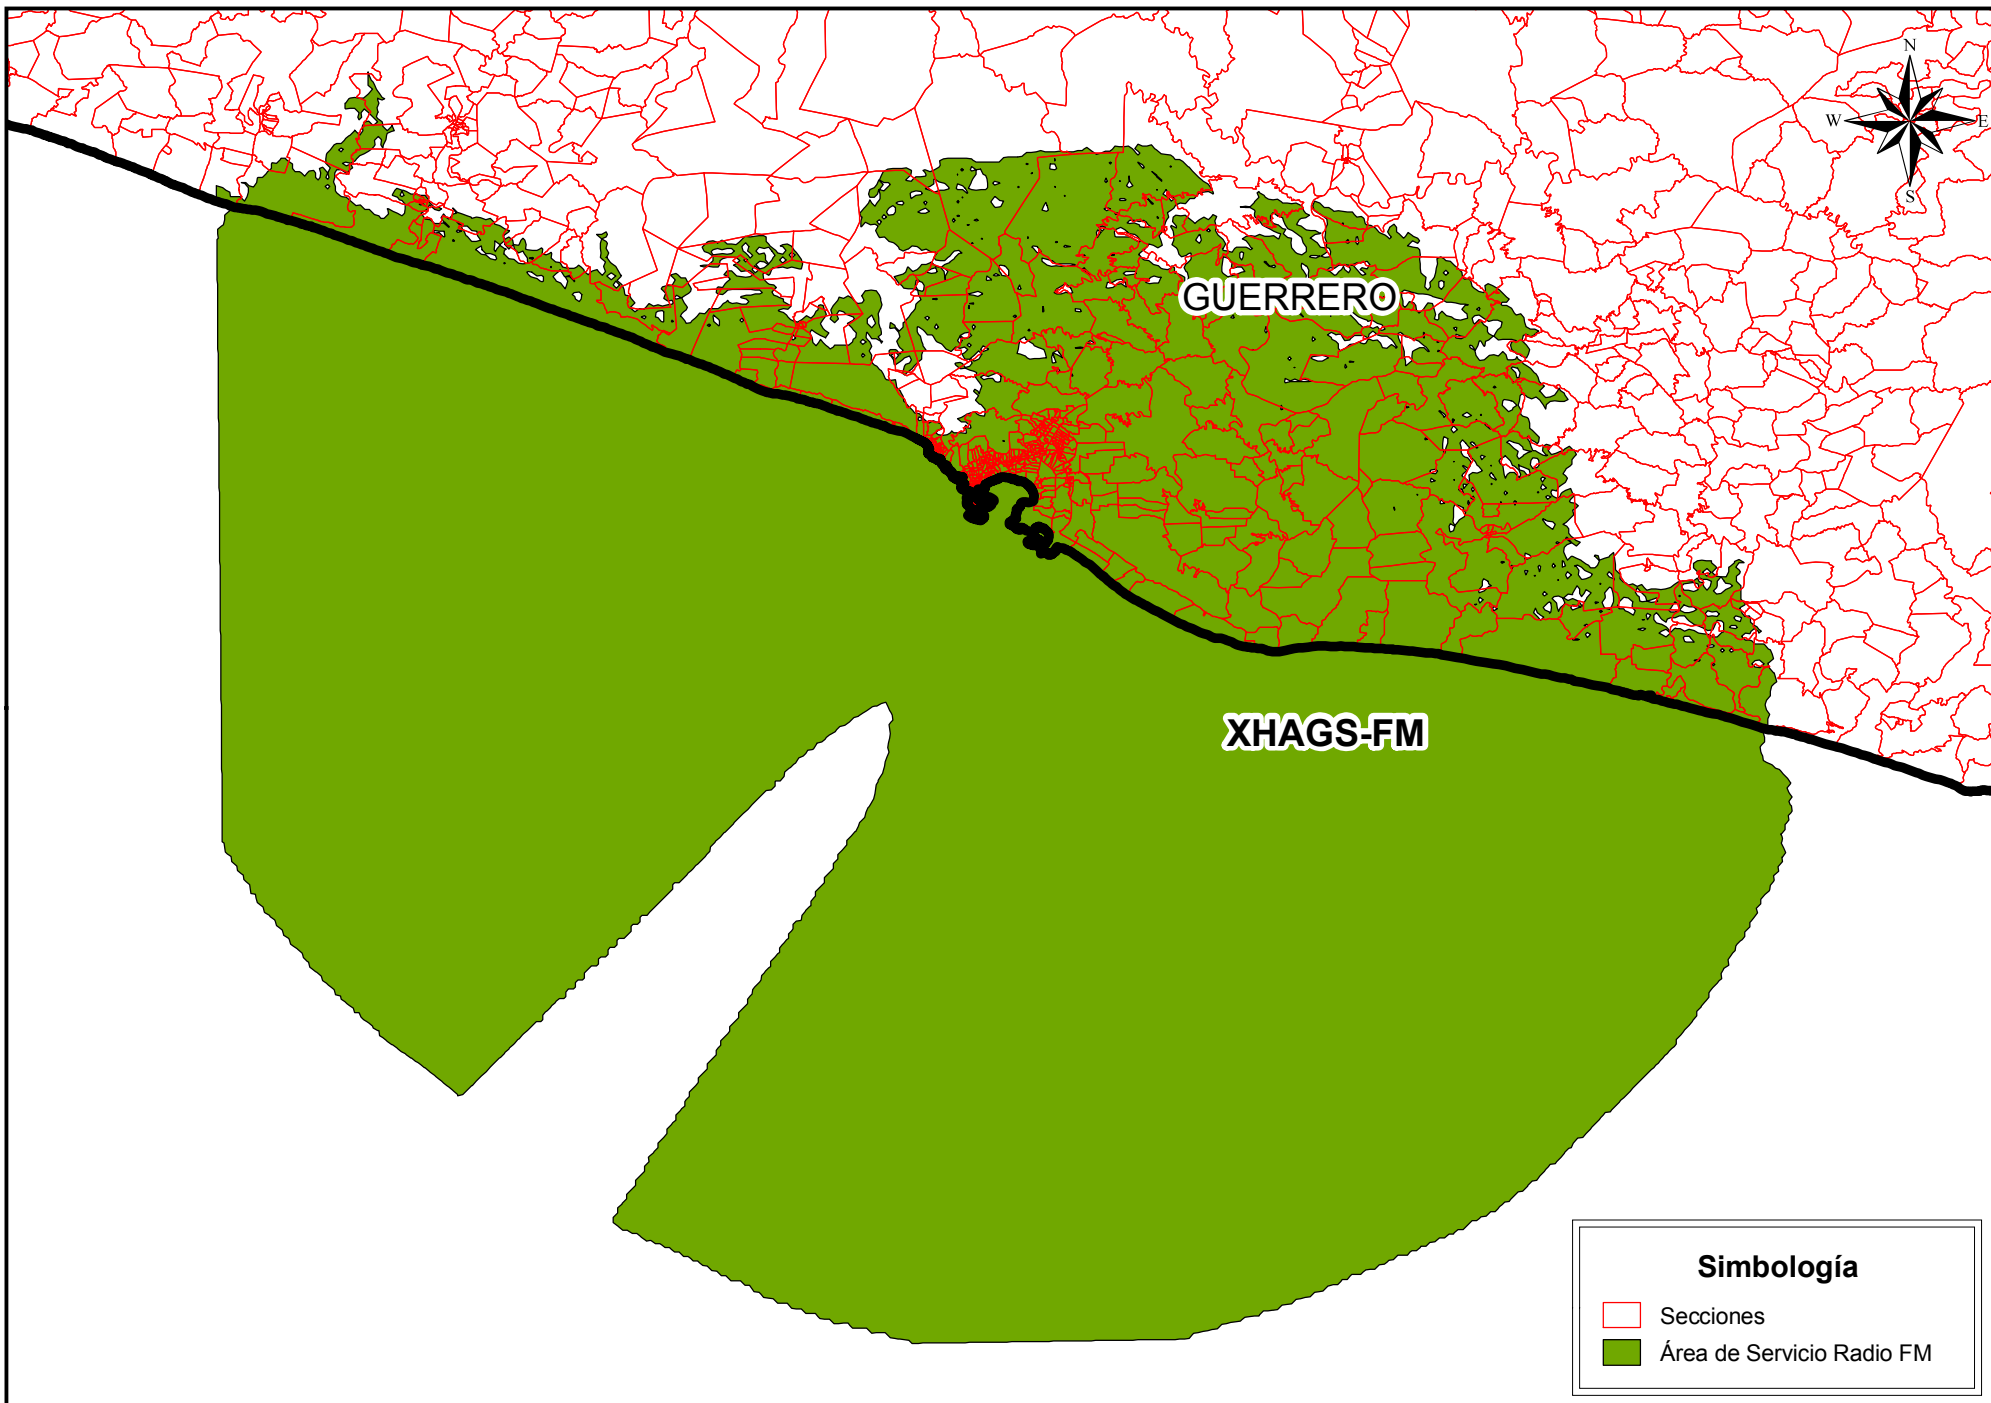 N
W E
S
GUERRERO
XHAGS-FM
Simbología
Secciones
Área de Servicio Radio FM